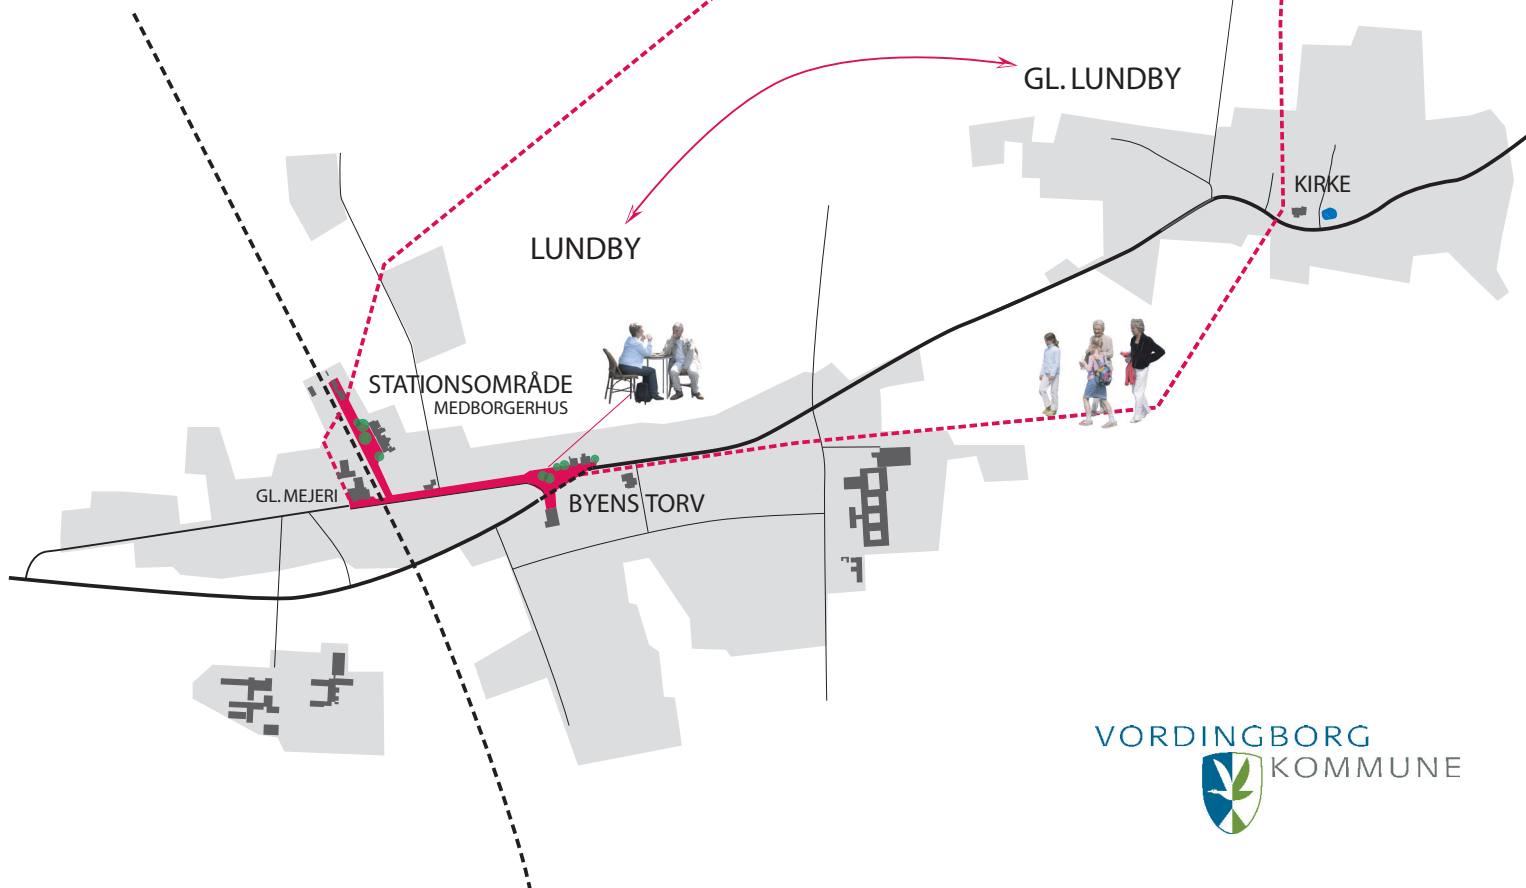 GL. LUNDBY
KIRKE
LUNDBY
STATIONSOMRÅDE
MEDBORGERHUS
GL. MEJERI
BYENS TORV
VORDINGBORG
KOMMUNE